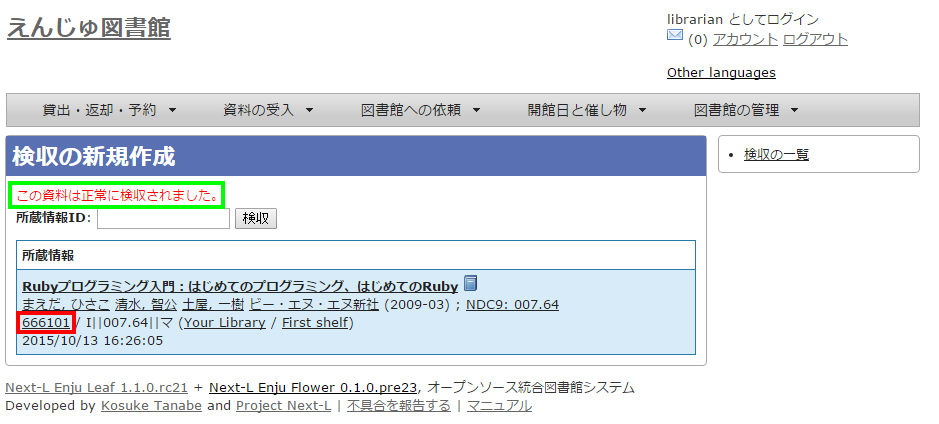 えんじゅ図書館
librarian としてログイン
(0) アカウント ログアウト
Other languages
貸出・返却・予約 資料の受入 図書館への依頼 開館日と催し物 図書館の管理
検収の新規作成
検収の一覧
この資料は正常に検収されました。
所蔵情報ID: 検収
所蔵情報
Rubyプログラミング入門 : はじめてのプログラミング、はじめてのRuby
まえだ, ひさこ 清水, 智公 土屋, 一樹 ビー・エヌ・エヌ新社 (2009-03) ; NDC9: 007.64
666101 / I||007.64||マ (Your Library / First shelf)
2015/10/13 16:26:05
Next-L Enju Leaf 1.1.0.rc21 + Next-L Enju Flower 0.1.0.pre23, オープンソース統合図書館システム
Developed by Kosuke Tanabe and Project Next-L | 不具合を報告する | マニュアル